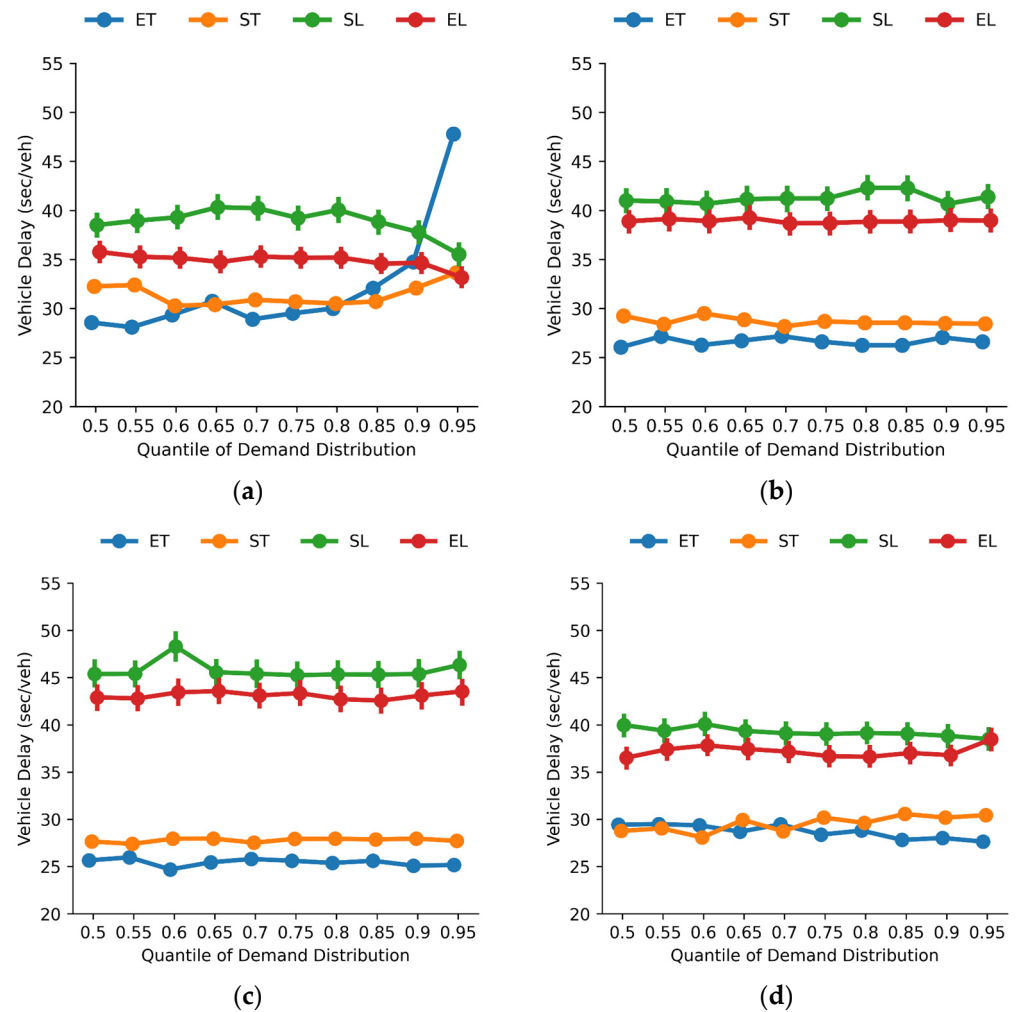 ET ST SL EL
ET ST SL EL
Vehicle Delay (sec/veh)
55
50
45
40
35
30
25
20
0.5 0.55 0.6 0.65 0.7 0.75 0.8 0.85 0.9 0.95
Quantile of Demand Distribution
(a)
Vehicle Delay (sec/veh)
55
50
45
40
35
30
25
20
0.5 0.55 0.6 0.65 0.7 0.75 0.8 0.85 0.9 0.95
Quantile of Demand Distribution
(b)
ET ST SL EL
ET ST SL EL
Vehicle Delay (sec/veh)
55
50
45
40
35
30
25
20
0.5 0.55 0.6 0.65 0.7 0.75 0.8 0.85 0.9 0.95
Quantile of Demand Distribution
(c)
Vehicle Delay (sec/veh)
55
50
45
40
35
30
25
20
0.5 0.55 0.6 0.65 0.7 0.75 0.8 0.85 0.9 0.95
Quantile of Demand Distribution
(d)